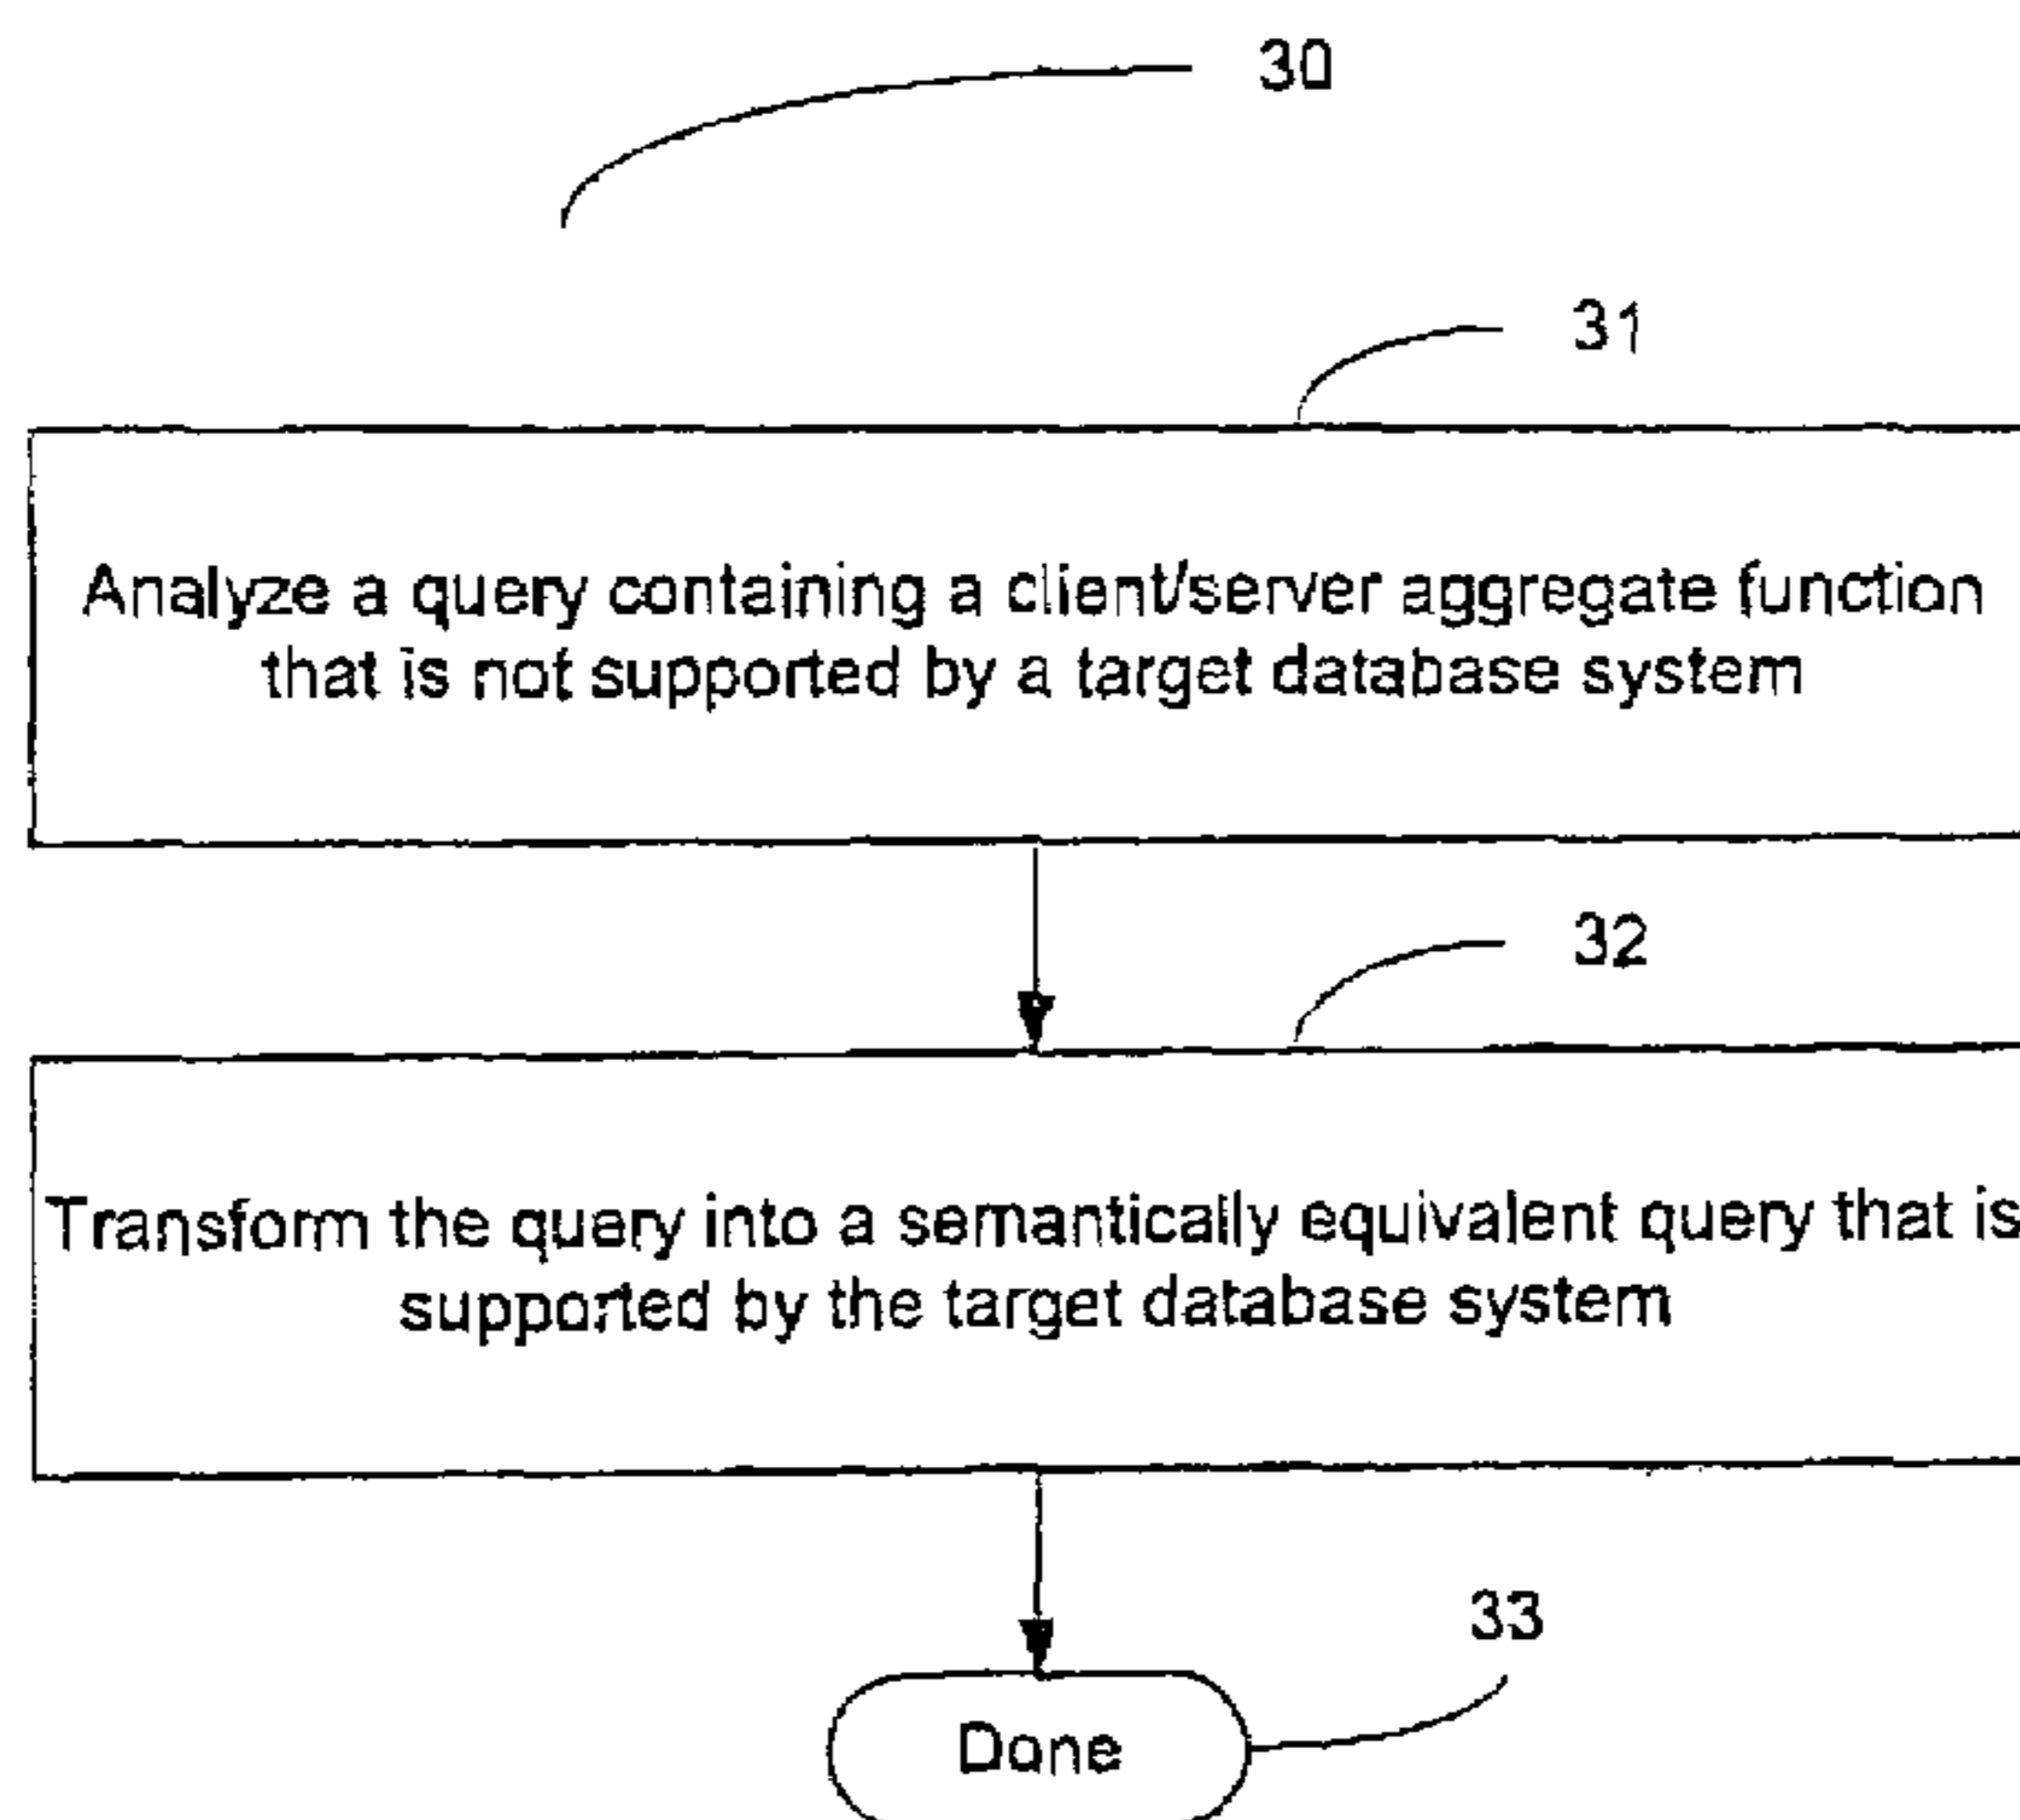 30
31
Analyze a query containing a client/server aggregate function
that is not supported by a target database system
32
Transform the query into a semantically equivalent query that is
supported by the target database system
33
Done